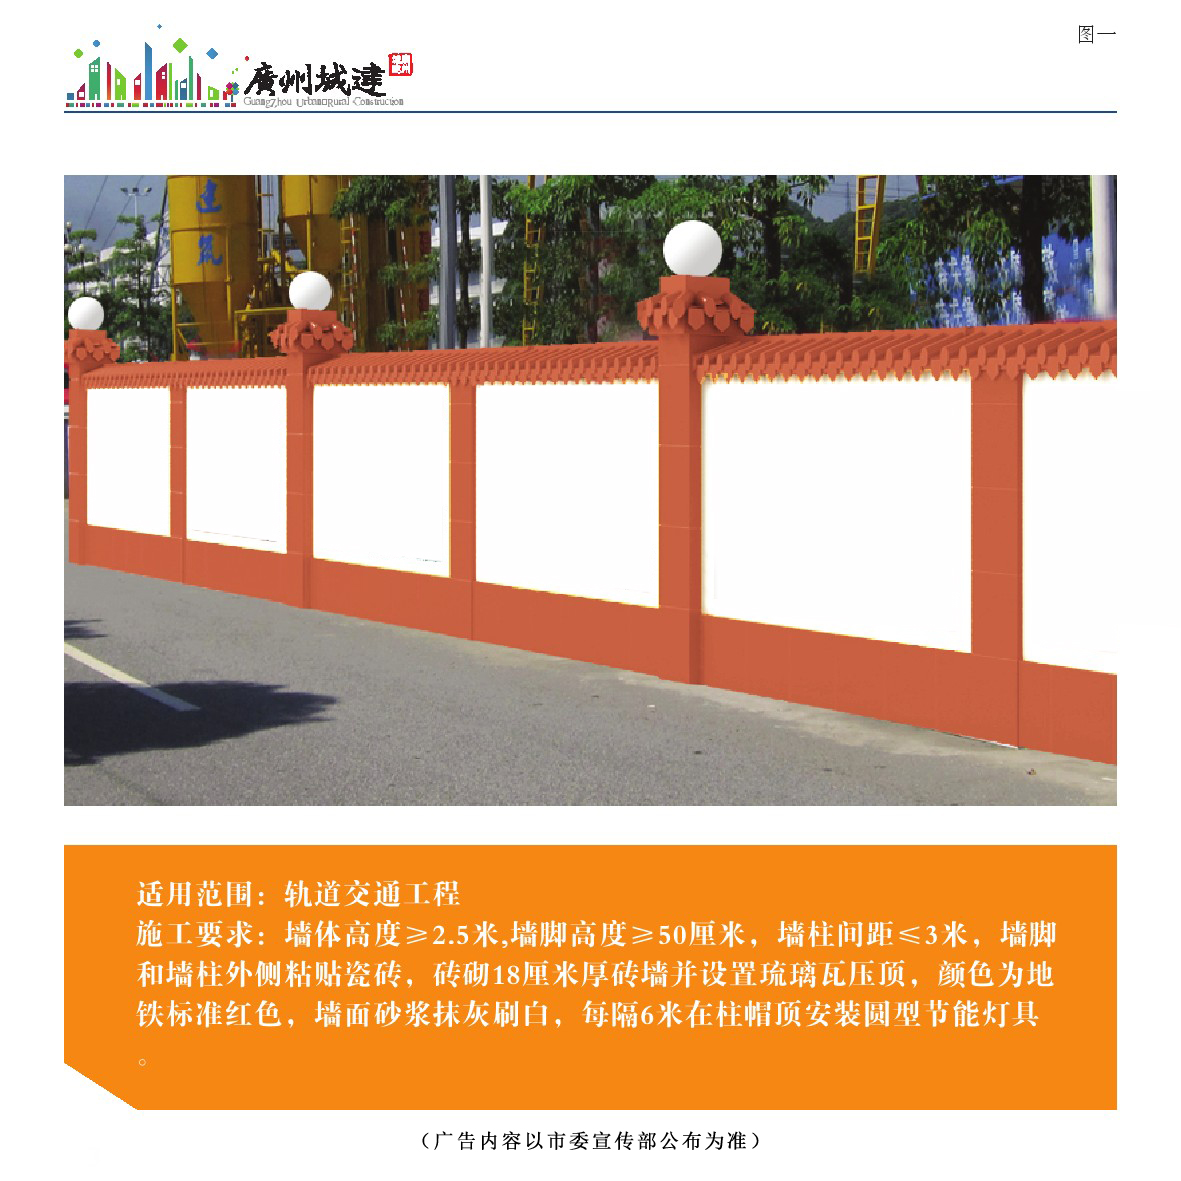 图一
廣州城建
GuangZhou Urban-Rural Construction
建筑
适用范围：轨道交通工程
施工要求：墙体高度≥2.5米,墙脚高度≥50厘米，墙柱间距≤3米，墙脚
和墙柱外侧粘贴瓷砖，砖砌18厘米厚砖墙并设置琉璃瓦压顶，颜色为地
铁标准红色，墙面砂浆抹灰刷白，每隔6米在柱帽顶安装圆型节能灯具
。
（广告内容以市委宣传部公布为准）